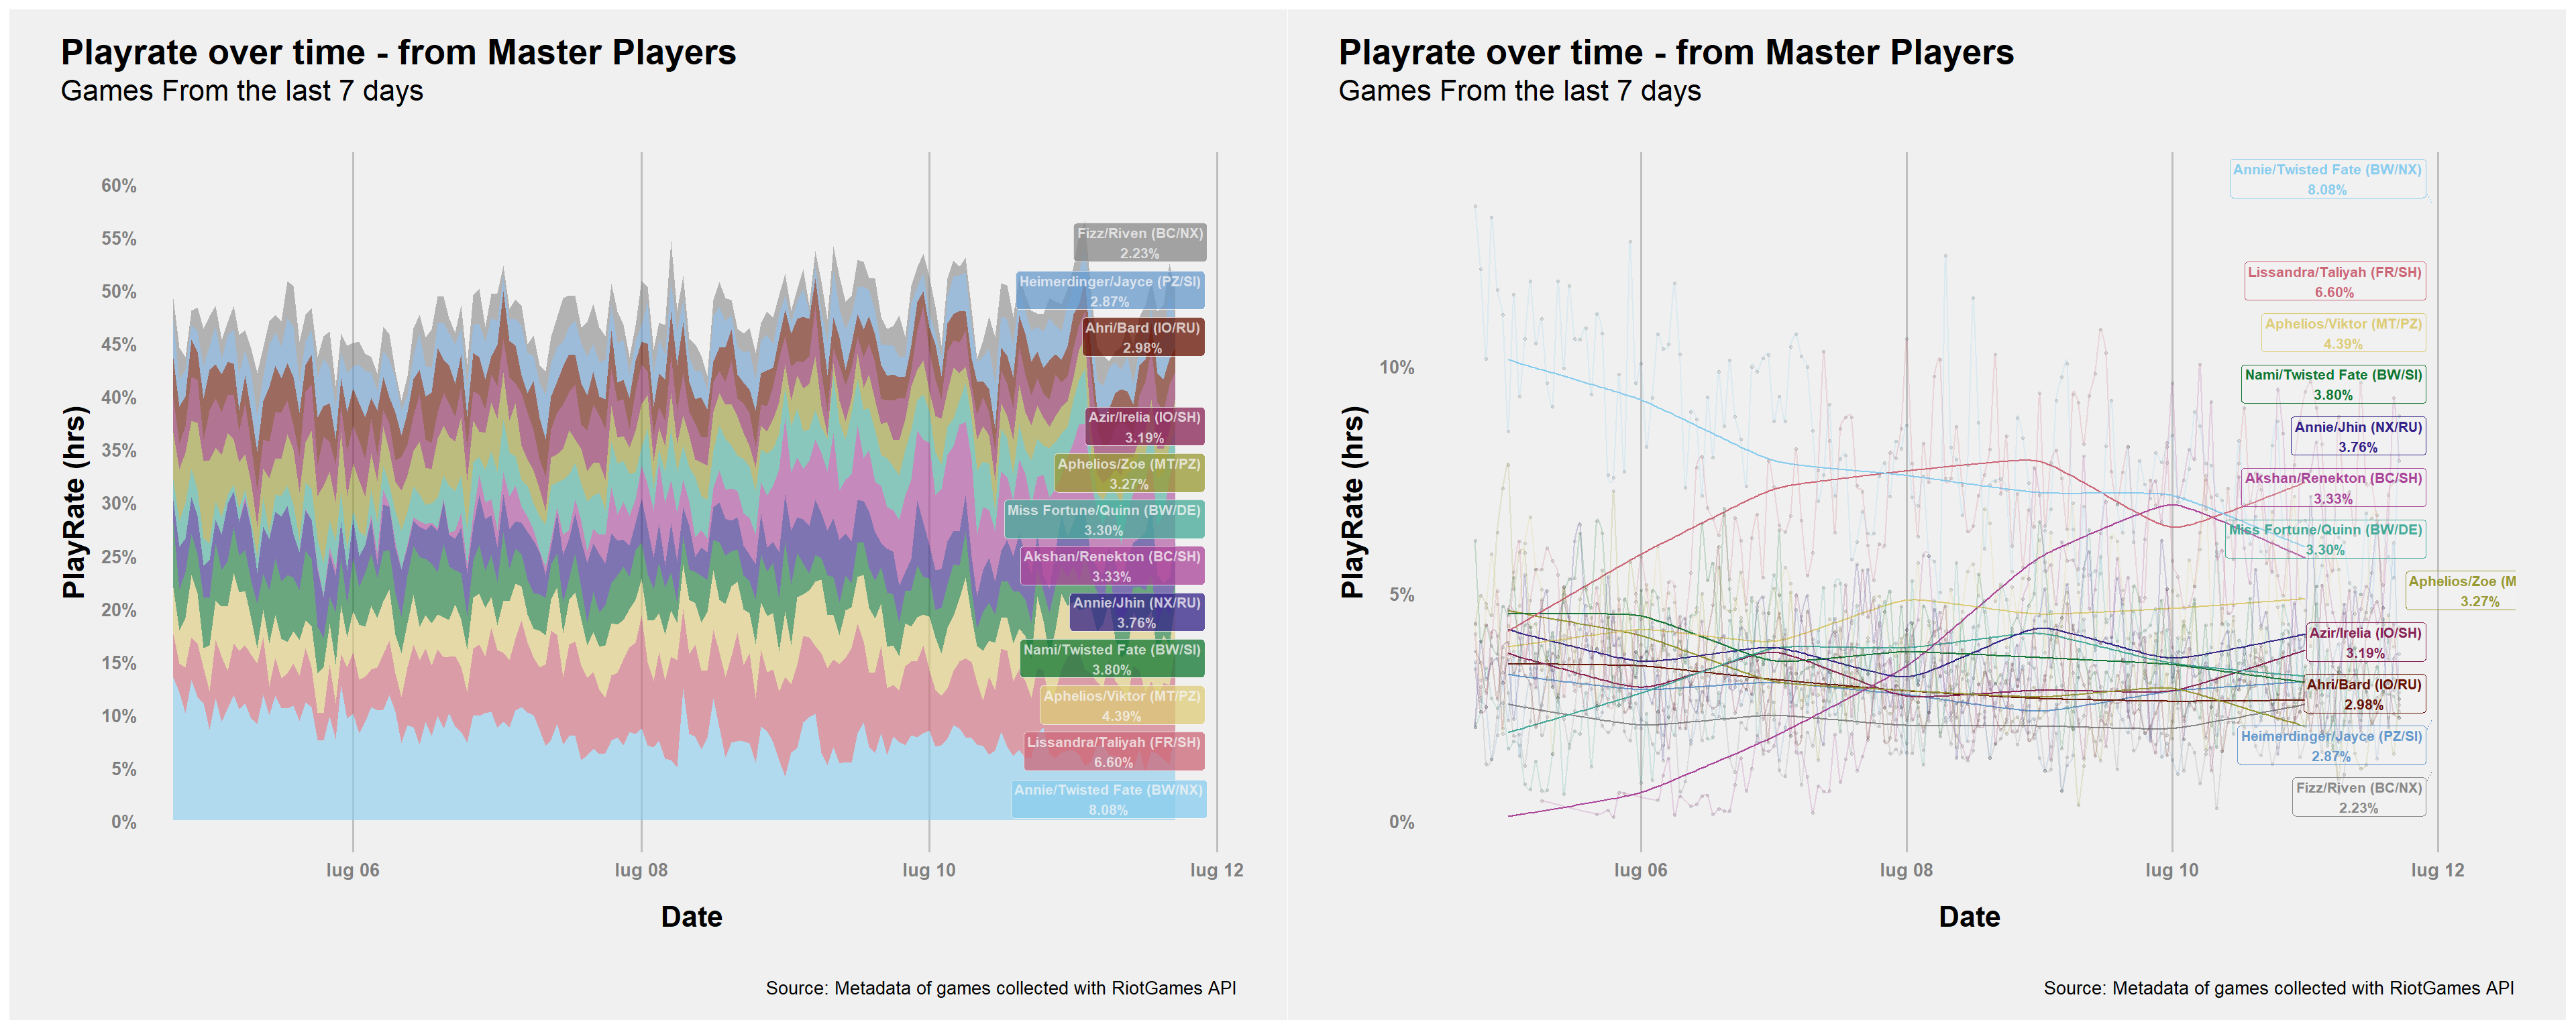 Playrate over time - from Master Players
Games From the last 7 days
PlayRate (hrs)
60%
55%
50%
45%
40%
35%
30%
25%
20%
15%
10%
5%
0%
Fizz/Riven (BC/NX)
2.23%
Heimerdinger/Jayce (PZ/SI)
2.87%
Ahri/Bard (IO/RU)
2.98%
Azir/Irelia (IO/SH)
3.19%
Aphelios/Zoe (MT/PZ)
3.27%
Miss Fortune/Quinn (BW/DE)
3.30%
Akshan/Renekton (BC/SH)
3.33%
Annie/Jhin (NX/RU)
3.76%
Nami/Twisted Fate (BW/SI)
3.80%
Aphelios/Viktor (MT/PZ)
4.39%
Lissandra/Taliyah (FR/SH)
6.60%
Annie/Twisted Fate (BW/NX)
8.08%
lug 06
lug 08
lug 10
lug 12
Date
Source: Metadata of games collected with RiotGames API
Playrate over time - from Master Players
Games From the last 7 days
PlayRate (hrs)
10%
5%
0%
Annie/Twisted Fate (BW/NX)
8.08%
Lissandra/Taliyah (FR/SH)
6.60%
Aphelios/Viktor (MT/PZ)
4.39%
Nami/Twisted Fate (BW/SI)
3.80%
Annie/Jhin (NX/RU)
3.76%
Akshan/Renekton (BC/SH)
3.33%
Miss Fortune/Quinn (BW/DE)
3.30%
Aphelios/Zoe (M
3.27%
Azir/Irelia (IO/SH)
3.19%
Ahri/Bard (IO/RU)
2.98%
Heimerdinger/Jayce (PZ/SI)
2.87%
Fizz/Riven (BC/NX)
2.23%
lug 06
lug 08
lug 10
lug 12
Date
Source: Metadata of games collected with RiotGames API